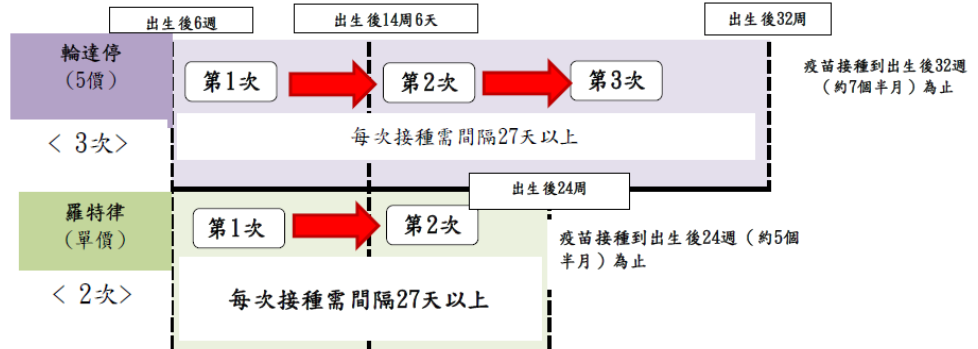 出生後6週
出生後14周6天
出生後32周
輪達停
(5價)
< 3次>
第1次
第2次
第3次
每次接種需間隔27天以上
疫苗接種到出生後32週
(約7個半月)為止
出生後24周
羅特律
(單價)
< 2次>
第1次
第2次
每次接種需間隔27天以上
疫苗接種到出生後24週(約5個
半月)為止